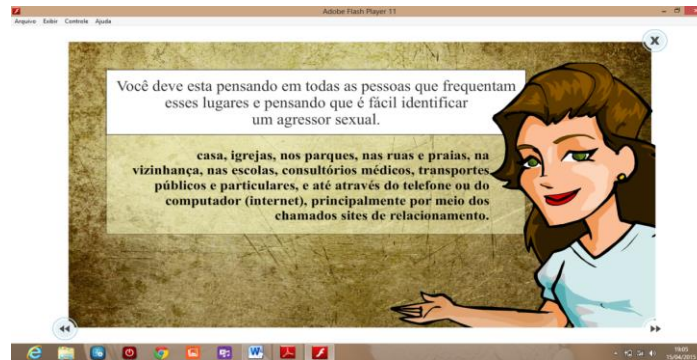 Adobe Flash Player 11
Arquivo Exibir Controle Ajuda
Você deve esta pensando em todas as pessoas que frequentam
esses lugares e pensando que é fácil identificar
um agressor sexual.
casa, igrejas, nos parques, nas ruas e praias, na
vizinhança, nas escolas, consultórios médicos, transportes
públicos e particulares, e até através do telefone ou do
computador (internet), principalmente por meio dos
chamados sites de relacionamento.
15/04/2015